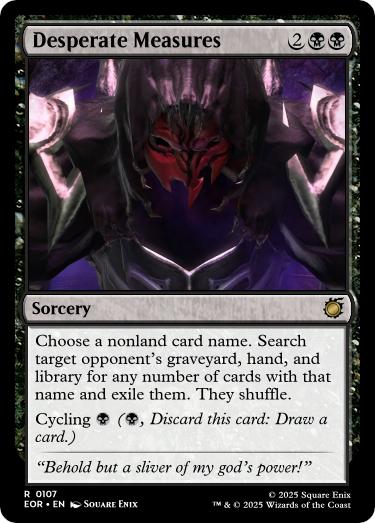 Desperate Measures 2
Sorcery
Choose a nonland card name. Search
target opponent's graveyard, hand, and
library for any number of cards with that
name and exile them. They shuffle.
Cycling (, Discard this card: Draw a
card.)
“Behold but a sliver of my god's power!”
R 0107 © 2025 Square Enix
EOR • EN SQUARE ENIX ™ & © 2025 Wizards of the Coast